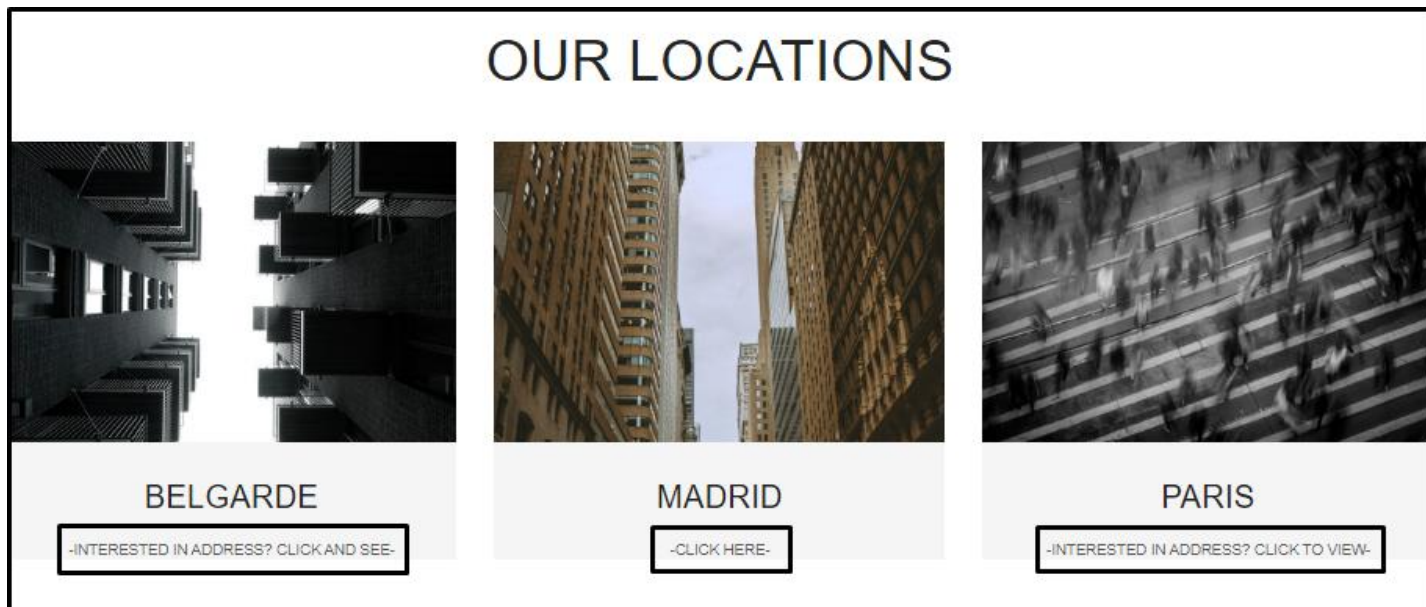 OUR LOCATIONS
BELGARDE
-INTERESTED IN ADDRESS? CLICK AND SEE-
MADRID
-CLICK HERE-
PARIS
-INTERESTED IN ADDRESS? CLICK TO VIEW-